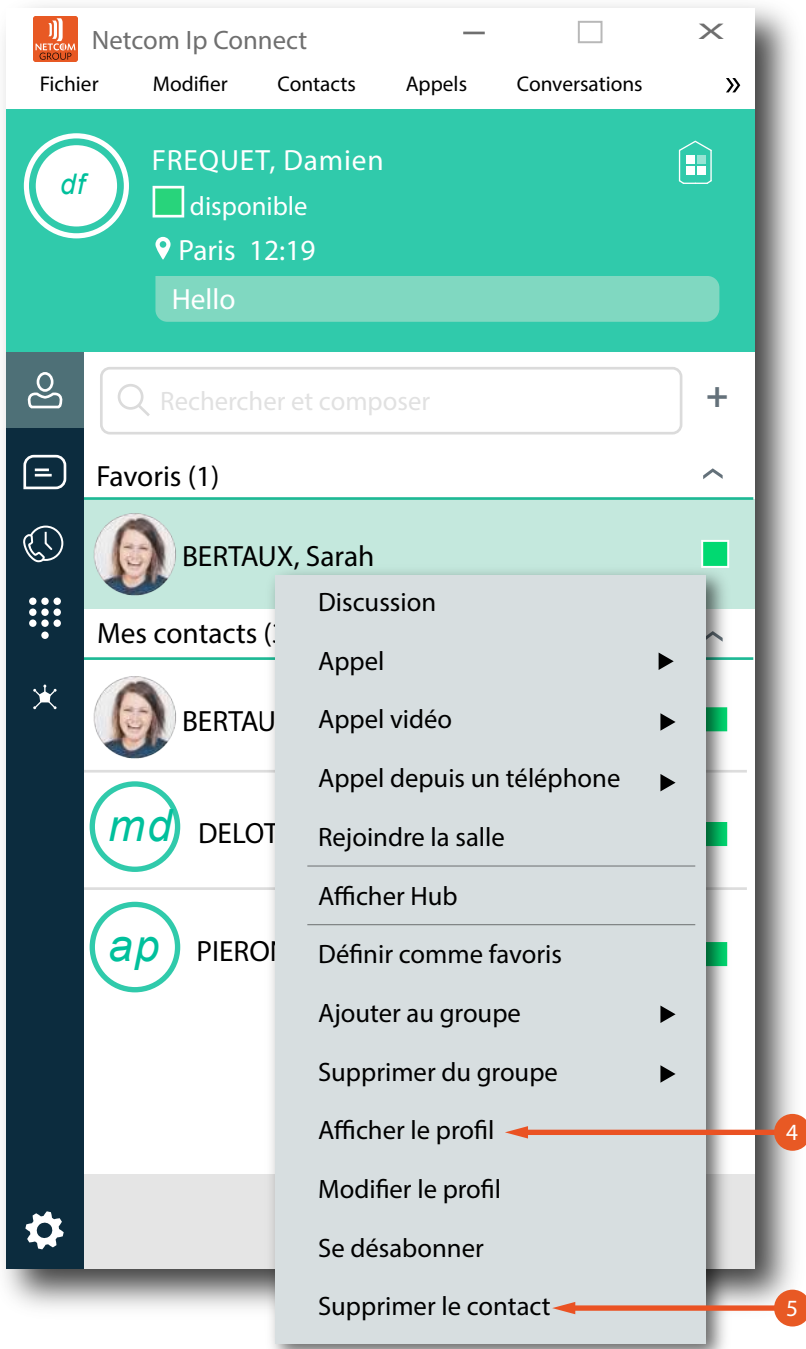 NETCOM
GROUP
Netcom Ip Connect
Fichier Modifier Contacts Appels Conversations »
df
FREQUET, Damien
disponible
Paris 12:19
Hello
Rechercher et composer
+
Favoris (1)
BERTAUX, Sarah
Mes contacts (
BERTAU
md
DELOT
ap
PIERON
Discussion
Appel
Appel vidéo
Appel depuis un téléphone
Rejoindre la salle
Afficher Hub
Définir comme favoris
Ajouter au groupe
Supprimer du groupe
Afficher le profil
4
Modifier le profil
Se désabonner
Supprimer le contact
5